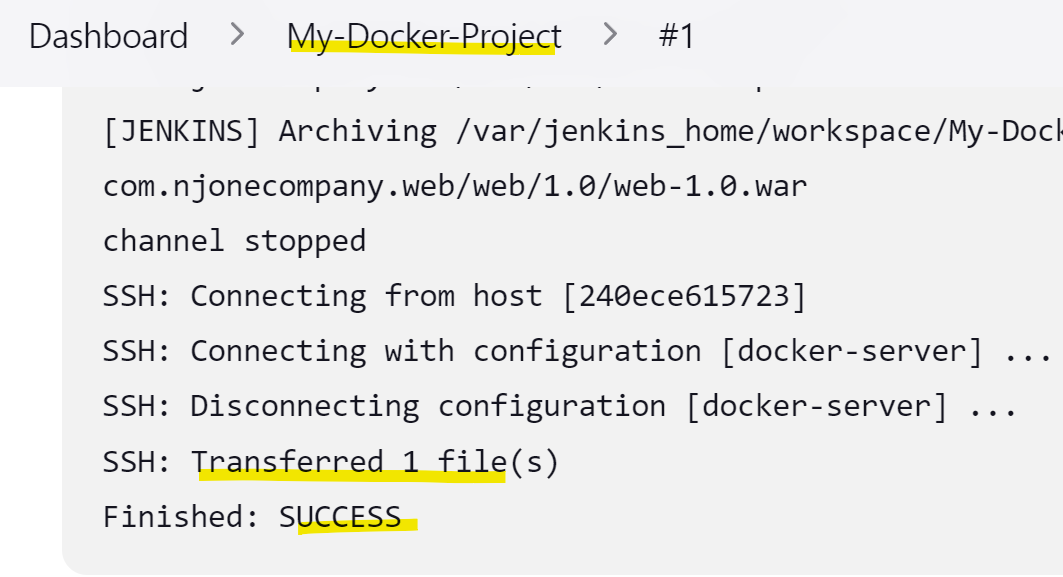 Dashboard > My-Docker-Project > #1
[JENKINS] Archiving /var/jenkins_home/workspace/My-Dock
com.njonecompany.web/web/1.0/web-1.0.war
channel stopped
SSH: Connecting from host [240ece615723]
SSH: Connecting with configuration [docker-server] ...
SSH: Disconnecting configuration [docker-server] ...
SSH: Transferred 1 file(s)
Finished: SUCCESS